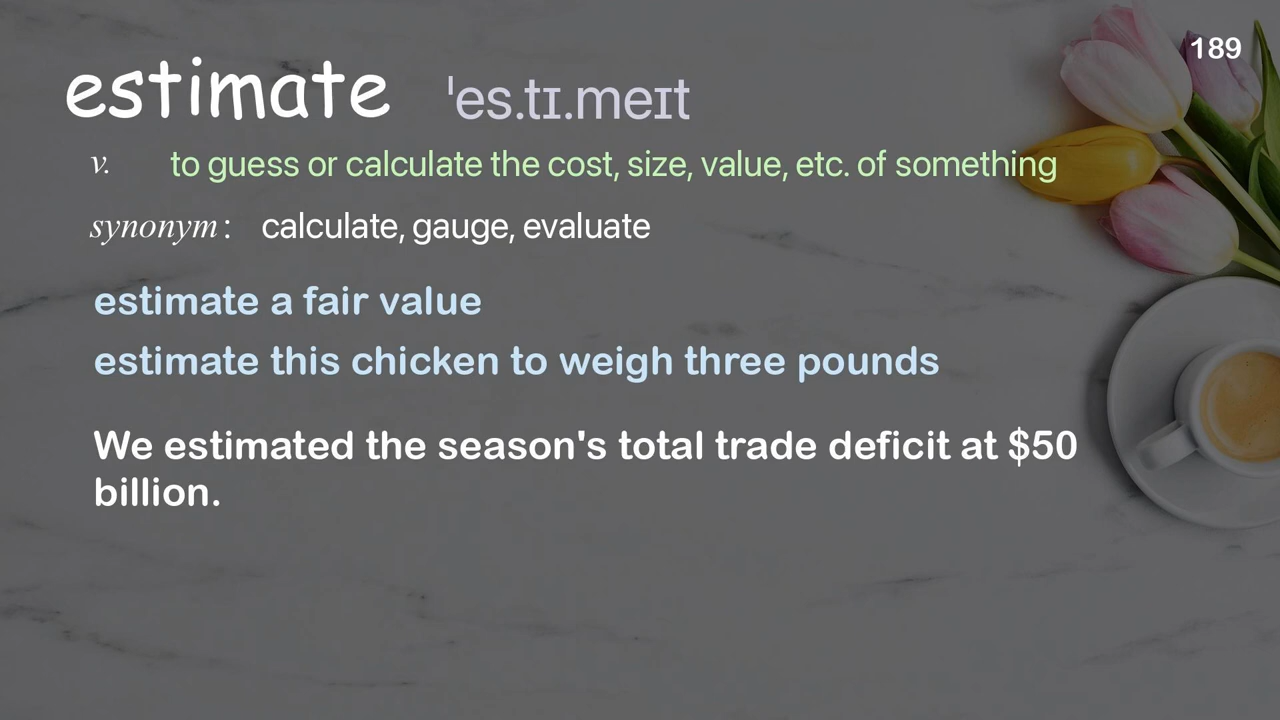 189
estimate ˈes.tɪ.meɪt
v. to guess or calculate the cost, size, value, etc. of something
synonym: calculate, gauge, evaluate
estimate a fair value
estimate this chicken to weigh three pounds
We estimated the season's total trade deficit at $50
billion.